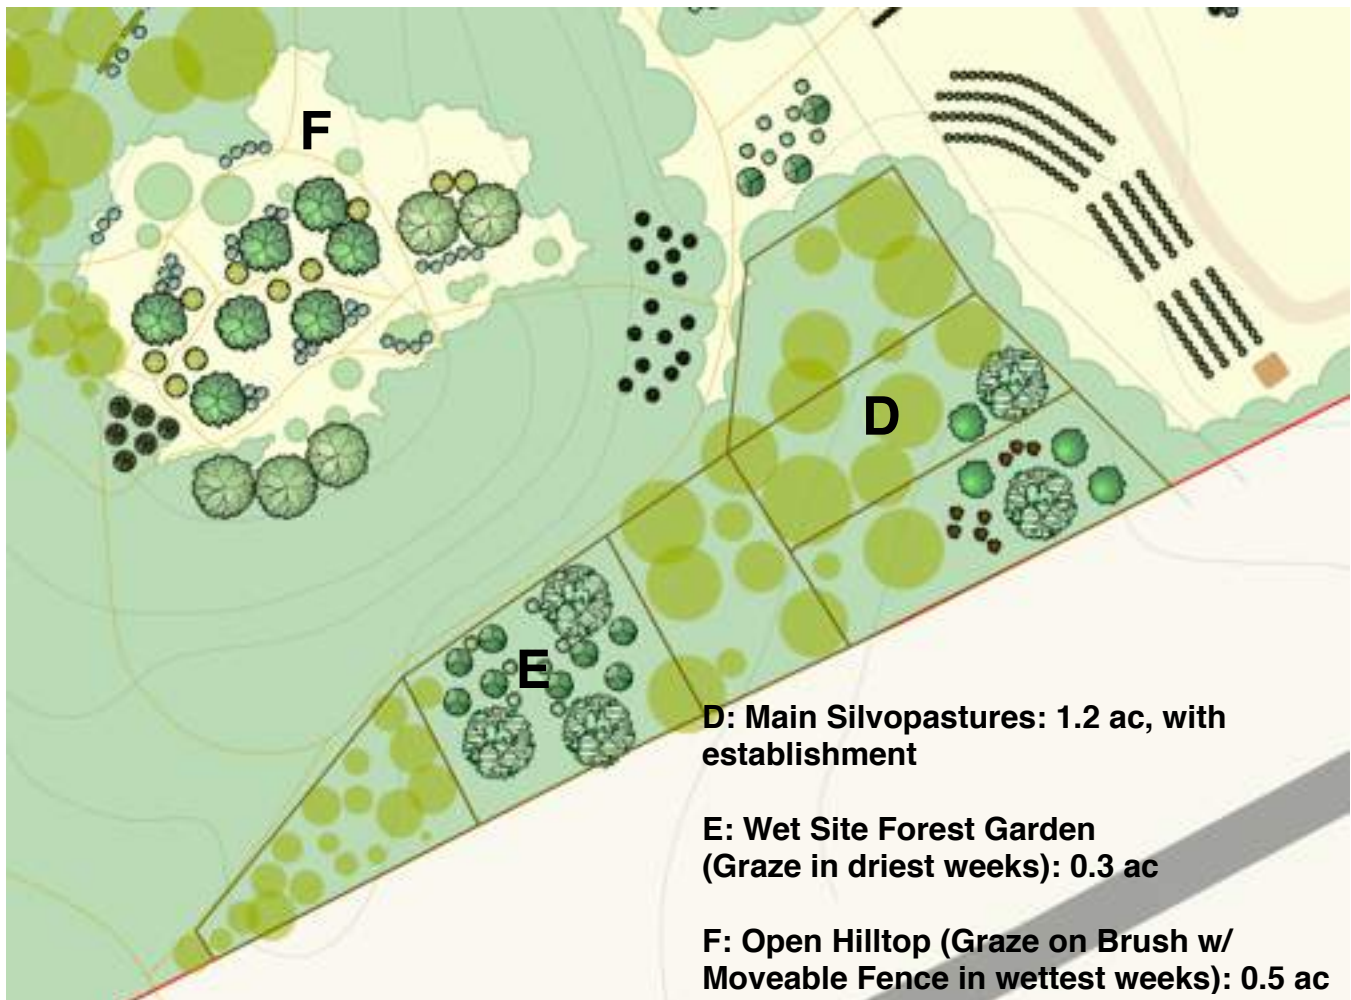 F
D
E
D: Main Silvopastures: 1.2 ac, with
establishment
E: Wet Site Forest Garden
(Graze in driest weeks): 0.3 ac
F: Open Hilltop (Graze on Brush w/
Moveable Fence in wettest weeks): 0.5 ac